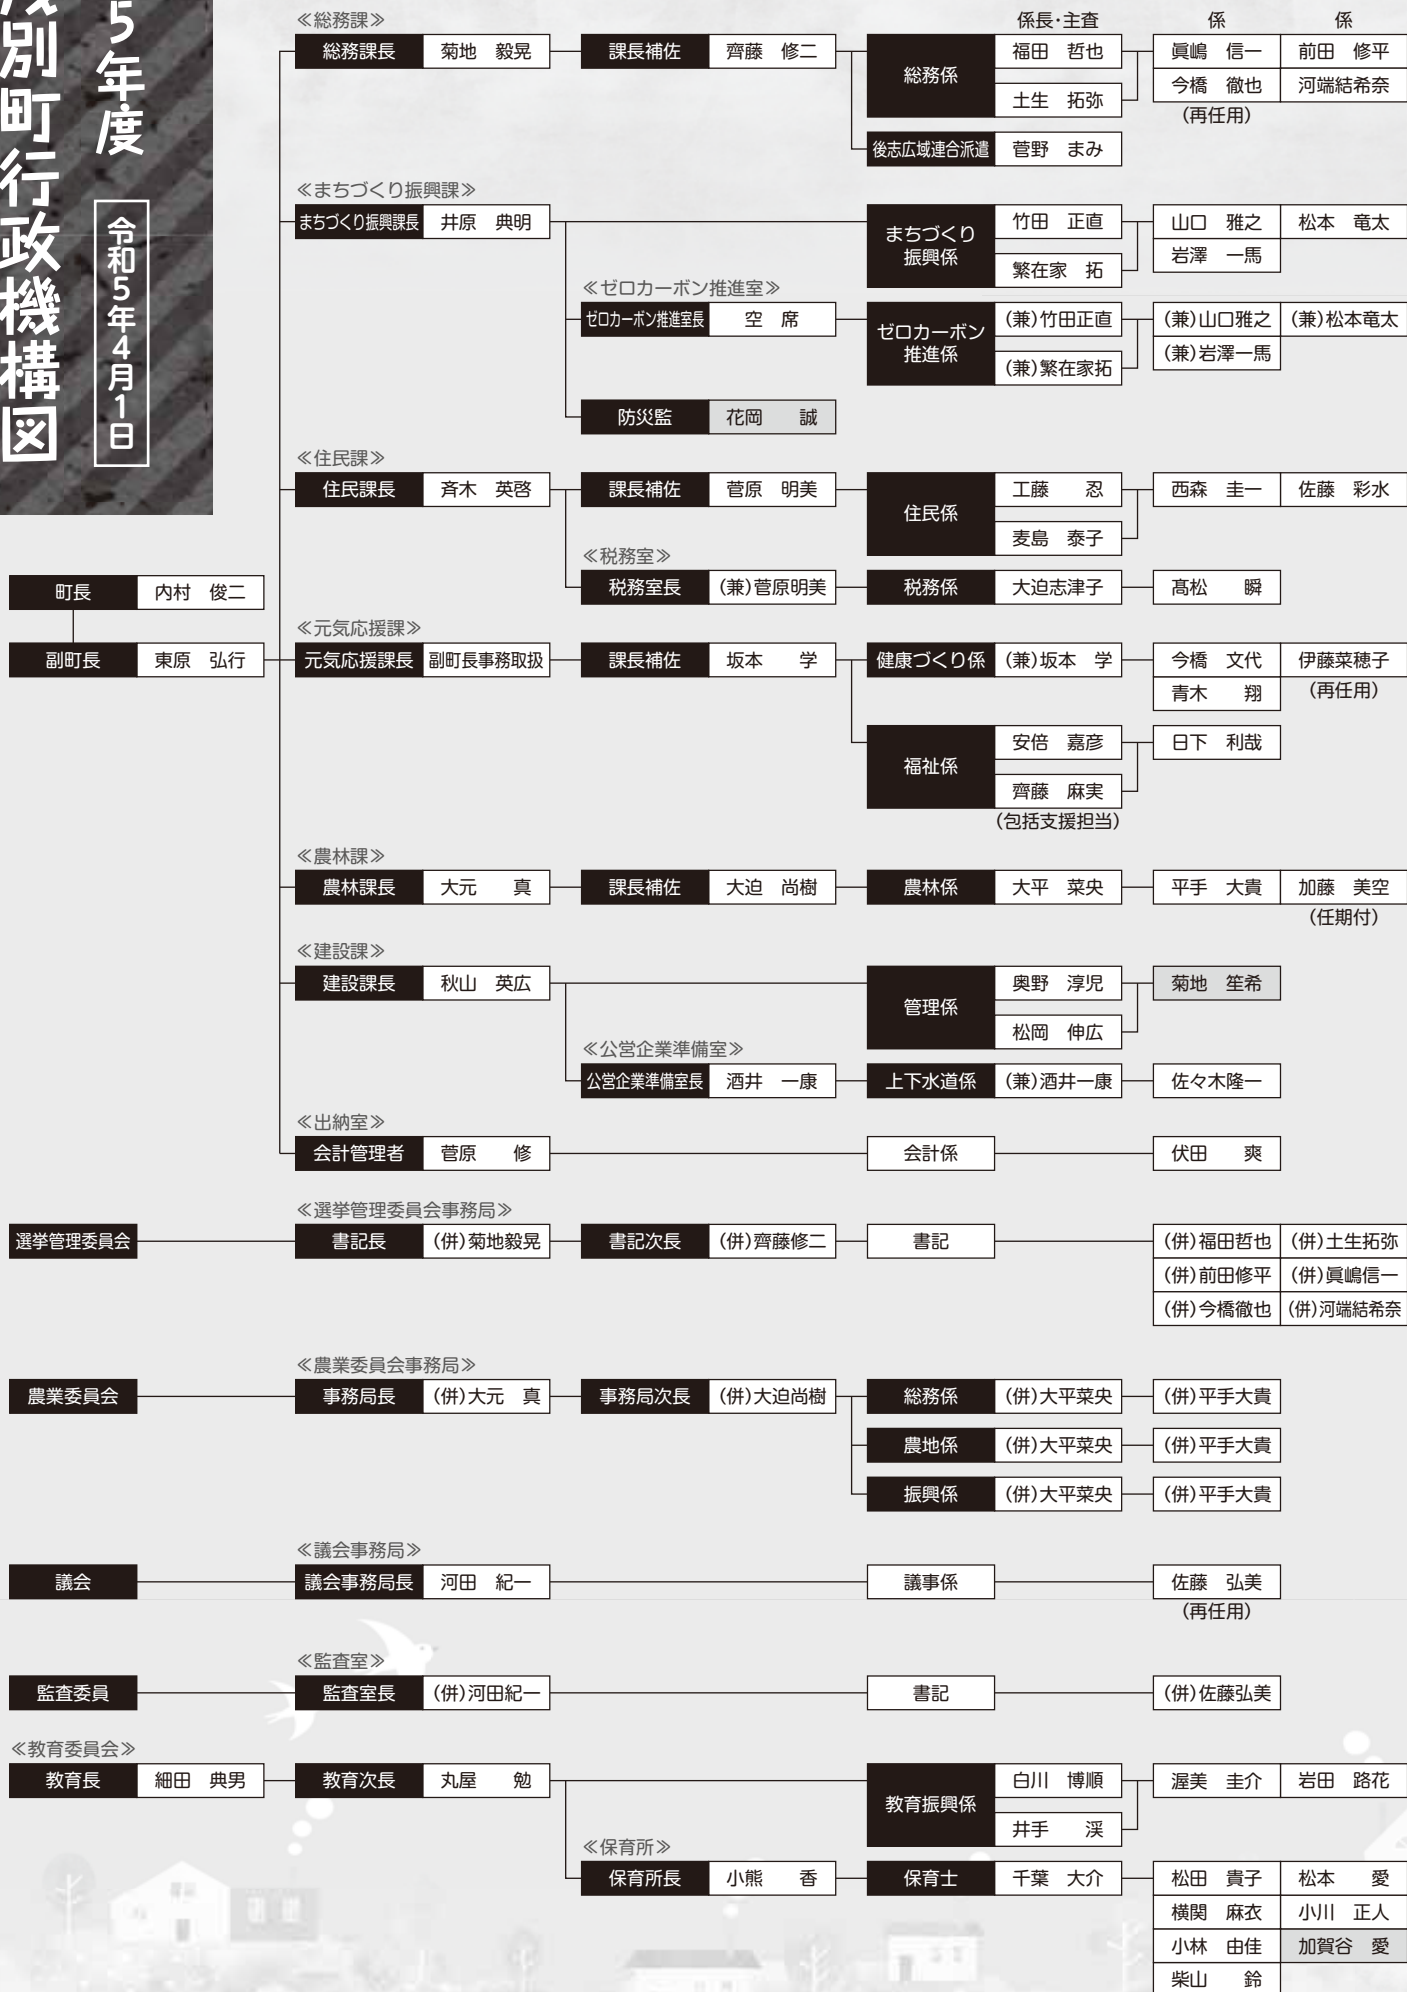 5年度
別町行政機構図
令和5年4月1日
≪総務課≫
係長・主査 係 係
総務課長 菊地 毅晃 課長補佐 齊藤 修二 総務係 福田 哲也 眞嶋 信一 前田 修平
土生 拓弥 今橋 徹也 河端結希奈
(再任用)
後志広域連合派遣 菅野 まみ
≪まちづくり振興課≫
まちづくり振興課長 井原 典明 まちづくり振興係 竹田 正直 山口 雅之 松本 竜太
繁在家 拓 岩澤 一馬
≪ゼロカーボン推進室≫
ゼロカーボン推進室長 空 席 ゼロカーボン推進係 (兼)竹田正直 (兼)山口雅之 (兼)松本竜太
(兼)繁在家拓 (兼)岩澤一馬
防災監 花岡 誠
≪住民課≫
住民課長 斉木 英啓 課長補佐 菅原 明美 住民係 工藤 忍 西森 圭一 佐藤 彩水
麦島 泰子
≪税務室≫
税務室長 (兼)菅原明美 税務係 大迫志津子 髙松 瞬
町長 内村 俊二
≪元気応援課≫
副町長 東原 弘行 元気応援課長 副町長事務取扱 課長補佐 坂本 学 健康づくり係 (兼)坂本 学 今橋 文代 伊藤菜穂子
青木 翔 (再任用)
福祉係 安倍 嘉彦 日下 利哉
齊藤 麻実
(包括支援担当)
≪農林課≫
農林課長 大元 真 課長補佐 大迫 尚樹 農林係 大平 菜央 平手 大貴 加藤 美空
(任期付)
≪建設課≫
建設課長 秋山 英広 管理係 奥野 淳児 菊地 笙希
松岡 伸広
≪公営企業準備室≫
公営企業準備室長 酒井 一康 上下水道係 (兼)酒井一康 佐々木隆一
≪出納室≫
会計管理者 菅原 修 会計係 伏田 爽
≪選挙管理委員会事務局≫
選挙管理委員会 書記長 (併)菊地毅晃 書記次長 (併)齊藤修二 書記 (併)福田哲也 (併)土生拓弥
(併)前田修平 (併)眞嶋信一
(併)今橋徹也 (併)河端結希奈
≪農業委員会事務局≫
農業委員会 事務局長 (併)大元 真 事務局次長 (併)大迫尚樹 総務係 (併)大平菜央 (併)平手大貴
農地係 (併)大平菜央 (併)平手大貴
振興係 (併)大平菜央 (併)平手大貴
≪議会事務局≫
議会 議会事務局長 河田 紀一 議事係 佐藤 弘美
(再任用)
≪監査室≫
監査委員 監査室長 (併)河田紀一 書記 (併)佐藤弘美
≪教育委員会≫
教育長 細田 典男 教育次長 丸屋 勉 教育振興係 白川 博順 渥美 圭介 岩田 路花
井手 渓
≪保育所≫
保育所長 小熊 香 保育士 千葉 大介 松田 貴子 松本 愛
横関 麻衣 小川 正人
小林 由佳 加賀谷 愛
柴山 鈴